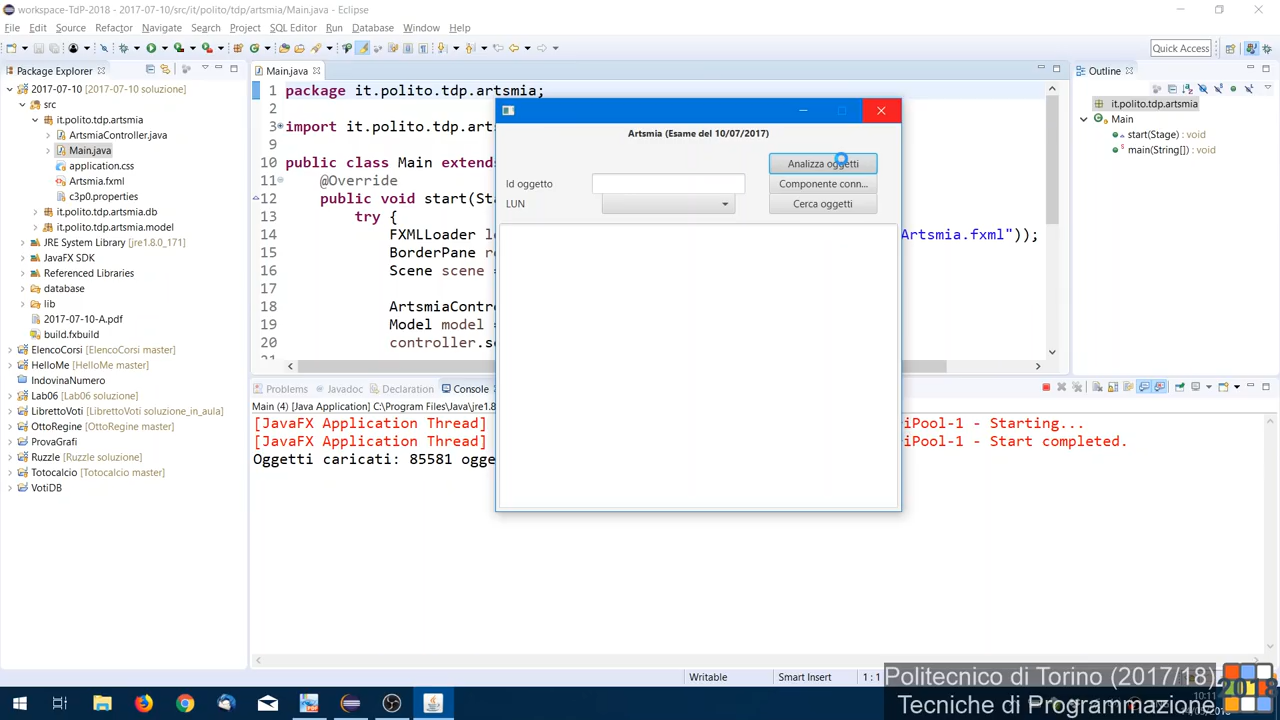 workspace-TdP-2018 - 2017-07-10/src/it/polito/tdp/artsmia/Main.java - Eclipse
File Edit Source Refactor Navigate Search Project SQL Editor Run Database Window Help
Quick Access
Package Explorer
2017-07-10 [2017-07-10 soluzione]
src
it.polito.tdp.artsmia
ArtsmiaController.java
Main.java
application.css
Artsmia.fxml
c3p0.properties
it.polito.tdp.artsmia.db
it.polito.tdp.artsmia.model
JRE System Library [jre1.8.0_171]
JavaFX SDK
Referenced Libraries
database
lib
2017-07-10-A.pdf
build.fxbuild
ElencoCorsi [ElencoCorsi master]
HelloMe [HelloMe master]
IndovinaNumero
Lab06 [Lab06 soluzione]
LibrettoVoti [LibrettoVoti soluzione_in_aula]
OttoRegine [OttoRegine master]
ProvaGrafi
Ruzzle [Ruzzle soluzione]
Totocalcio [Totocalcio master]
VotiDB
Main.java
1 package it.polito.tdp.artsmia;
2
3 import it.polito.tdp.arts
9
10 public class Main extends
11 @Override
12 public void start(Sta
13 try {
14 FXMLLoader lo Artsmia.fxml"));
15 BorderPane ro
16 Scene scene =
17
18 ArtsmiaContro
19 Model model =
20 controller.se
21
Artsmia (Esame del 10/07/2017)
Analizza oggetti
Id oggetto
Componente conn...
LUN
Cerca oggetti
Outline
it.polito.tdp.artsmia
Main
start(Stage) : void
main(String[]) : void
Problems Javadoc Declaration Console
Main (4) [Java Application] C:\Program Files\Java\jre1.8
[JavaFX Application Thread] iPool-1 - Starting...
[JavaFX Application Thread] iPool-1 - Start completed.
Oggetti caricati: 85581 ogge
Writable Smart Insert 1 : 1
Politecnico di Torino (2017/18)
Tecniche di Programmazione
2018
10:11